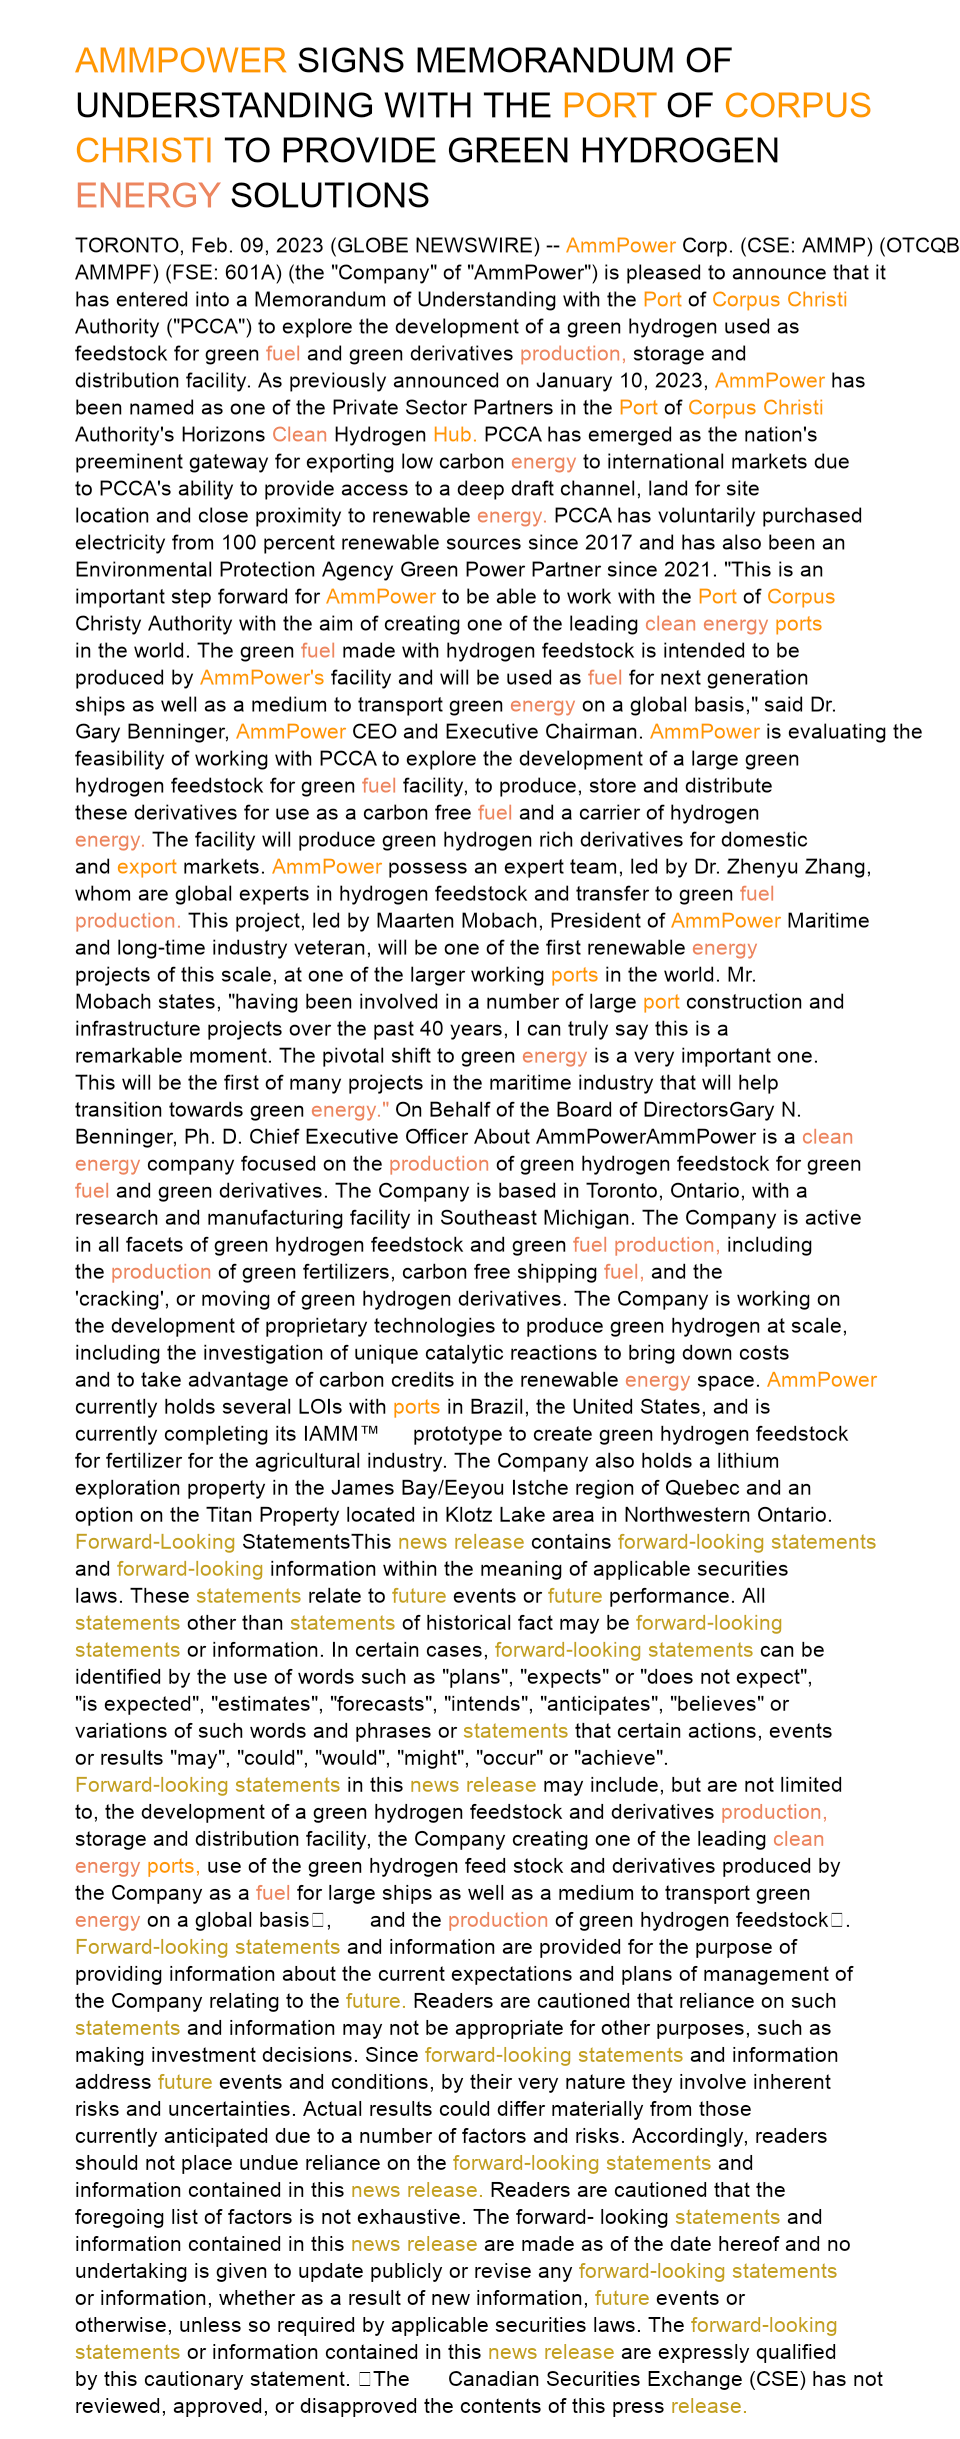 AMMPOWER SIGNS MEMORANDUM OF
UNDERSTANDING WITH THE PORT OF CORPUS
CHRISTI TO PROVIDE GREEN HYDROGEN
ENERGY SOLUTIONS
TORONTO, Feb. 09, 2023 (GLOBE NEWSWIRE) -- AmmPower Corp. (CSE: AMMP) (OTCQB
AMMPF) (FSE: 601A) (the "Company" of "AmmPower") is pleased to announce that it
has entered into a Memorandum of Understanding with the Port of Corpus Christi
Authority ("PCCA") to explore the development of a green hydrogen used as
feedstock for green fuel and green derivatives production, storage and
distribution facility. As previously announced on January 10, 2023, AmmPower has
been named as one of the Private Sector Partners in the Port of Corpus Christi
Authority's Horizons Clean Hydrogen Hub. PCCA has emerged as the nation's
preeminent gateway for exporting low carbon energy to international markets due
to PCCA's ability to provide access to a deep draft channel, land for site
location and close proximity to renewable energy. PCCA has voluntarily purchased
electricity from 100 percent renewable sources since 2017 and has also been an
Environmental Protection Agency Green Power Partner since 2021. "This is an
important step forward for AmmPower to be able to work with the Port of Corpus
Christy Authority with the aim of creating one of the leading clean energy ports
in the world. The green fuel made with hydrogen feedstock is intended to be
produced by AmmPower's facility and will be used as fuel for next generation
ships as well as a medium to transport green energy on a global basis," said Dr.
Gary Benninger, AmmPower CEO and Executive Chairman. AmmPower is evaluating the
feasibility of working with PCCA to explore the development of a large green
hydrogen feedstock for green fuel facility, to produce, store and distribute
these derivatives for use as a carbon free fuel and a carrier of hydrogen
energy. The facility will produce green hydrogen rich derivatives for domestic
and export markets. AmmPower possess an expert team, led by Dr. Zhenyu Zhang,
whom are global experts in hydrogen feedstock and transfer to green fuel
production. This project, led by Maarten Mobach, President of AmmPower Maritime
and long-time industry veteran, will be one of the first renewable energy
projects of this scale, at one of the larger working ports in the world. Mr.
Mobach states, "having been involved in a number of large port construction and
infrastructure projects over the past 40 years, I can truly say this is a
remarkable moment. The pivotal shift to green energy is a very important one.
This will be the first of many projects in the maritime industry that will help
transition towards green energy." On Behalf of the Board of DirectorsGary N.
Benninger, Ph. D. Chief Executive Officer About AmmPowerAmmPower is a clean
energy company focused on the production of green hydrogen feedstock for green
fuel and green derivatives. The Company is based in Toronto, Ontario, with a
research and manufacturing facility in Southeast Michigan. The Company is active
in all facets of green hydrogen feedstock and green fuel production, including
the production of green fertilizers, carbon free shipping fuel, and the
'cracking', or moving of green hydrogen derivatives. The Company is working on
the development of proprietary technologies to produce green hydrogen at scale,
including the investigation of unique catalytic reactions to bring down costs
and to take advantage of carbon credits in the renewable energy space. AmmPower
currently holds several LOIs with ports in Brazil, the United States, and is
currently completing its IAMM™ prototype to create green hydrogen feedstock
for fertilizer for the agricultural industry. The Company also holds a lithium
exploration property in the James Bay/Eeyou Istche region of Quebec and an
option on the Titan Property located in Klotz Lake area in Northwestern Ontario.
Forward-Looking StatementsThis news release contains forward-looking statements
and forward-looking information within the meaning of applicable securities
laws. These statements relate to future events or future performance. All
statements other than statements of historical fact may be forward-looking
statements or information. In certain cases, forward-looking statements can be
identified by the use of words such as "plans", "expects" or "does not expect",
"is expected", "estimates", "forecasts", "intends", "anticipates", "believes" or
variations of such words and phrases or statements that certain actions, events
or results "may", "could", "would", "might", "occur" or "achieve".
Forward-looking statements in this news release may include, but are not limited
to, the development of a green hydrogen feedstock and derivatives production,
storage and distribution facility, the Company creating one of the leading clean
energy ports, use of the green hydrogen feed stock and derivatives produced by
the Company as a fuel for large ships as well as a medium to transport green
energy on a global basis, and the production of green hydrogen feedstock.
Forward-looking statements and information are provided for the purpose of
providing information about the current expectations and plans of management of
the Company relating to the future. Readers are cautioned that reliance on such
statements and information may not be appropriate for other purposes, such as
making investment decisions. Since forward-looking statements and information
address future events and conditions, by their very nature they involve inherent
risks and uncertainties. Actual results could differ materially from those
currently anticipated due to a number of factors and risks. Accordingly, readers
should not place undue reliance on the forward-looking statements and
information contained in this news release. Readers are cautioned that the
foregoing list of factors is not exhaustive. The forward- looking statements and
information contained in this news release are made as of the date hereof and no
undertaking is given to update publicly or revise any forward-looking statements
or information, whether as a result of new information, future events or
otherwise, unless so required by applicable securities laws. The forward-looking
statements or information contained in this news release are expressly qualified
by this cautionary statement. The Canadian Securities Exchange (CSE) has not
reviewed, approved, or disapproved the contents of this press release.